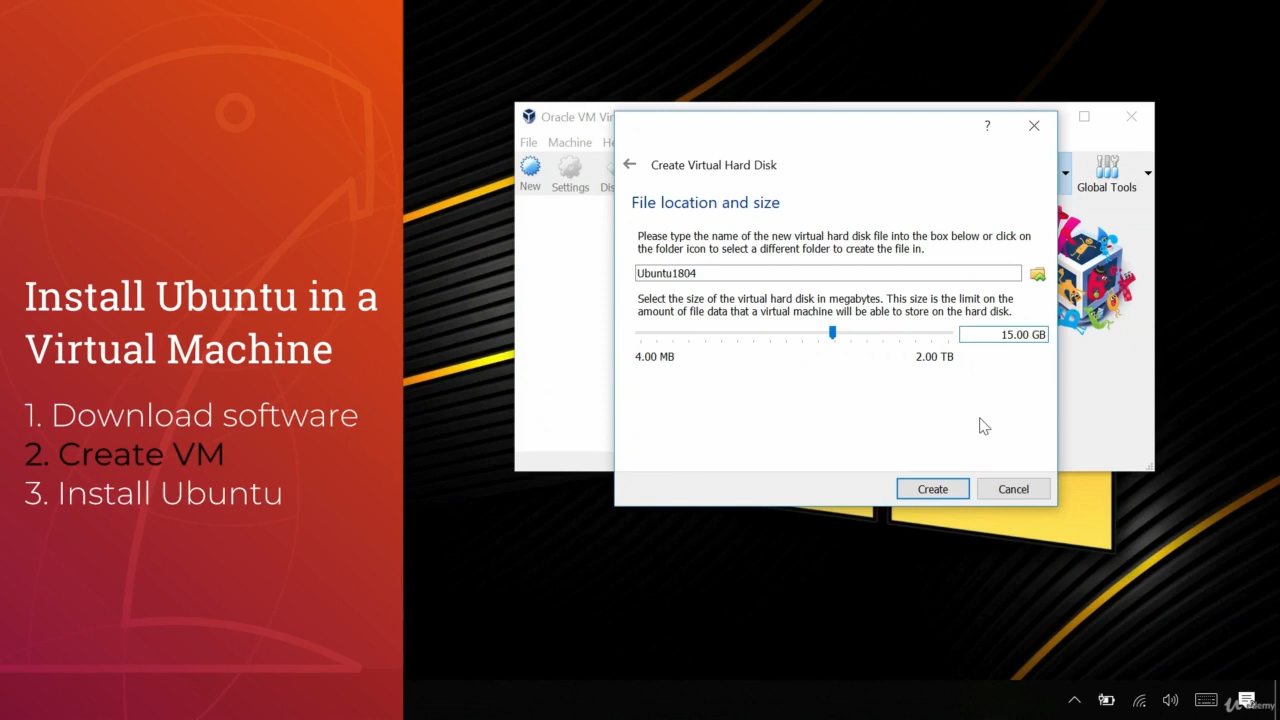 Install Ubuntu in a
Virtual Machine
1. Download software
2. Create VM
3. Install Ubuntu
Oracle VM Vir
File Machine He
New Settings Dis
Global Tools
Create Virtual Hard Disk
File location and size
Please type the name of the new virtual hard disk file into the box below or click on
the folder icon to select a different folder to create the file in.
Ubuntu1804
Select the size of the virtual hard disk in megabytes. This size is the limit on the
amount of file data that a virtual machine will be able to store on the hard disk.
15.00 GB
4.00 MB 2.00 TB
Create Cancel
Udemy